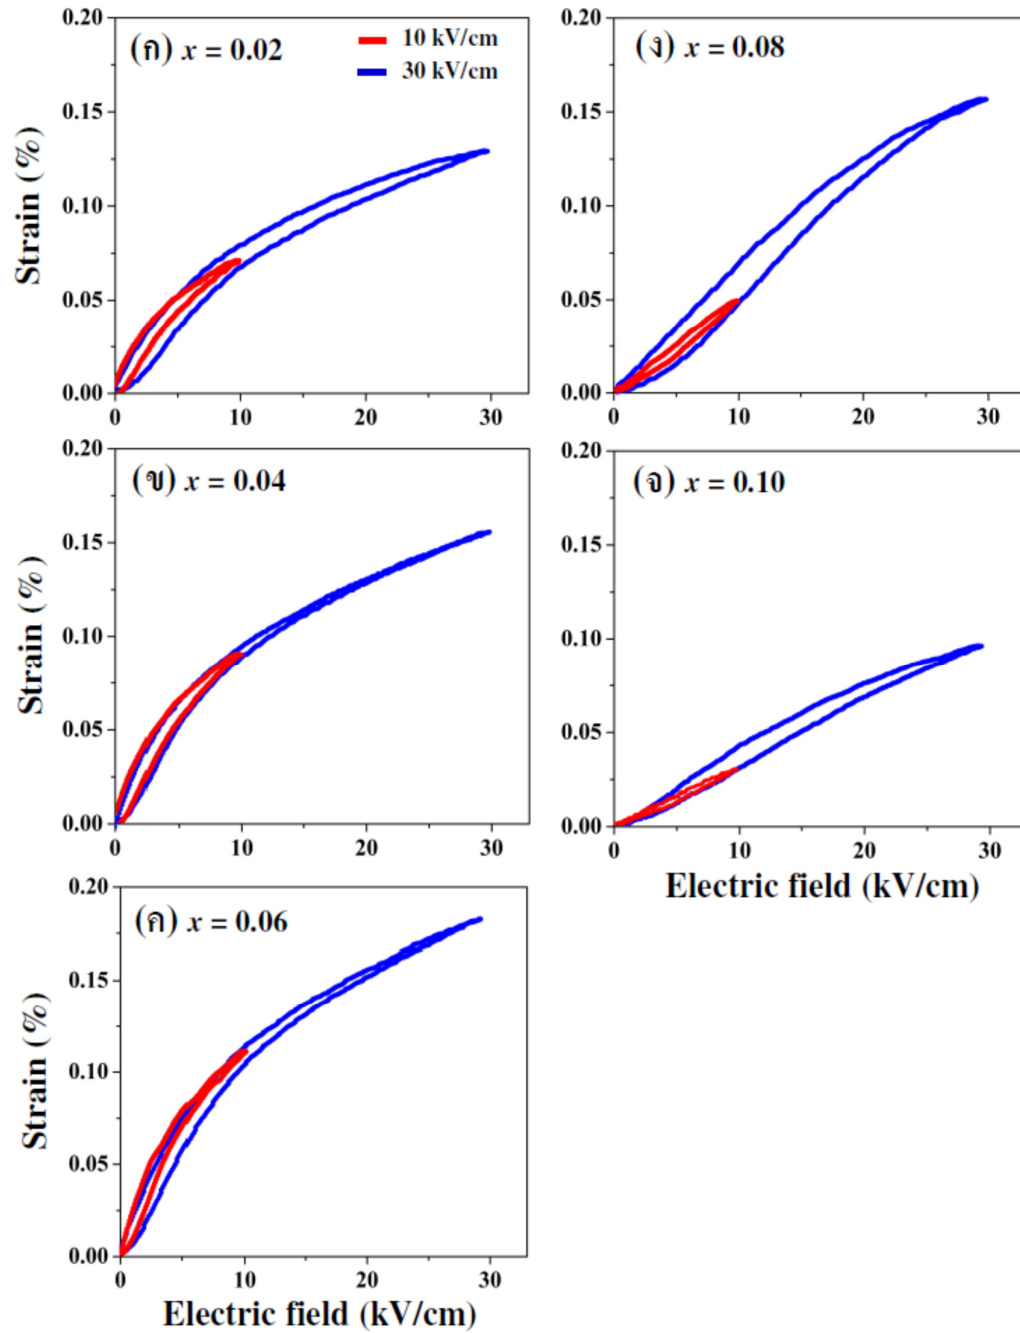 (ก) x = 0.02
10 kV/cm
30 kV/cm
Strain (%)
0.20
0.15
0.10
0.05
0.00
0 10 20 30
(ง) x = 0.08
0.20
0.15
0.10
0.05
0.00
0 10 20 30
(ข) x = 0.04
Strain (%)
0.20
0.15
0.10
0.05
0.00
0 10 20 30
(จ) x = 0.10
0.20
0.15
0.10
0.05
0.00
0 10 20 30
Electric field (kV/cm)
(ค) x = 0.06
Strain (%)
0.20
0.15
0.10
0.05
0.00
0 10 20 30
Electric field (kV/cm)